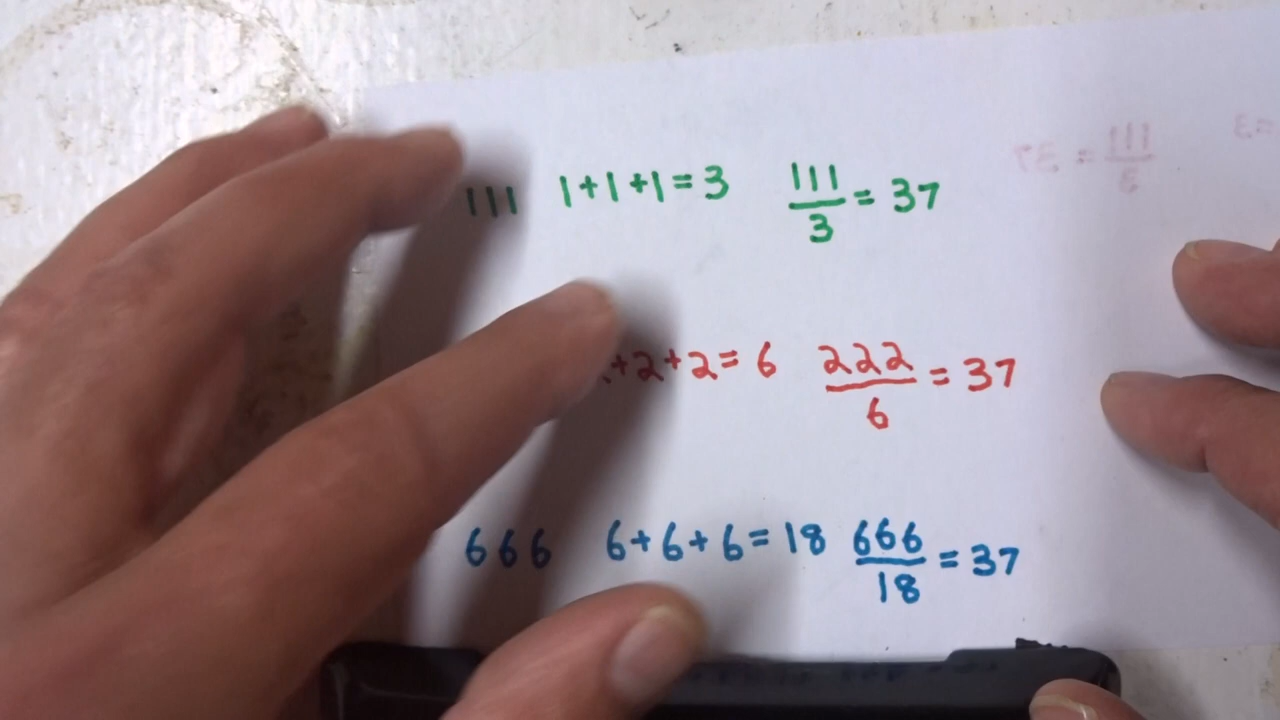 111 1+1+1=3 111/3 = 37
+2+2=6 222/6 = 37
666 6+6+6=18 666/18 = 37